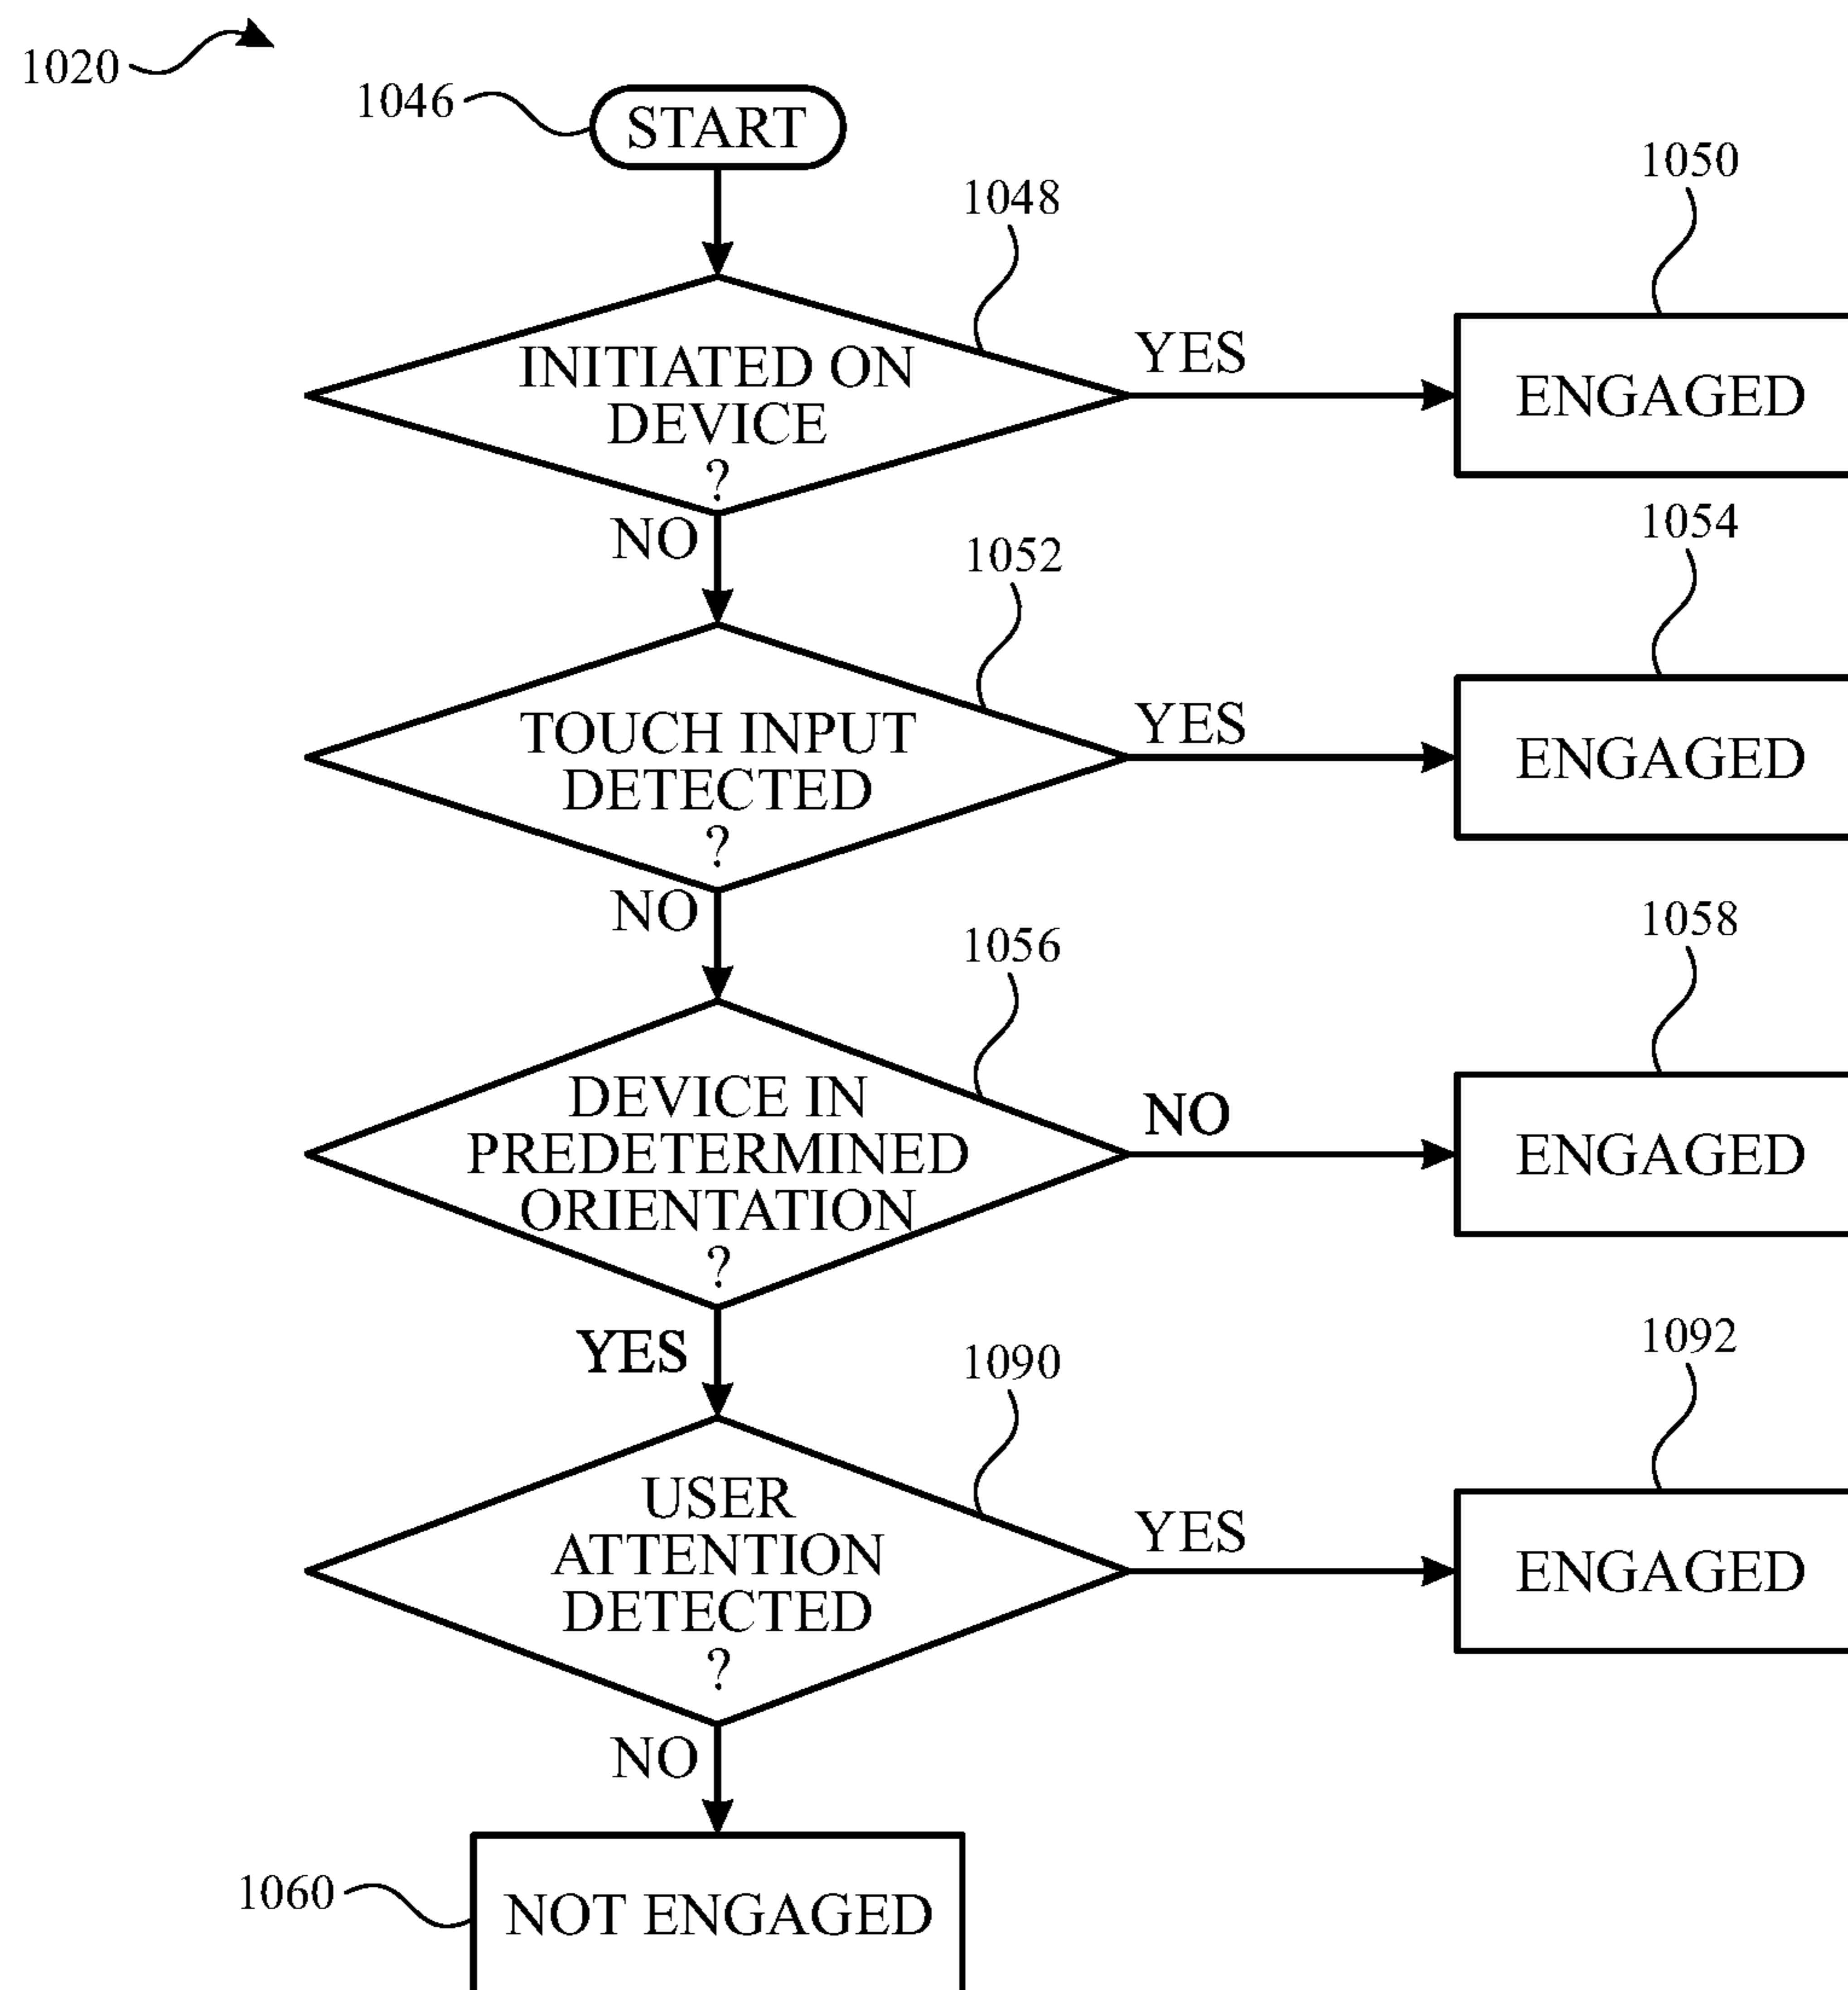 1020
1046
START
1048
1050
INITIATED ON
DEVICE
?
YES
ENGAGED
NO
1052
1054
TOUCH INPUT
DETECTED
?
YES
ENGAGED
NO
1056
1058
DEVICE IN
PREDETERMINED
ORIENTATION
?
NO
ENGAGED
YES
1090
1092
USER
ATTENTION
DETECTED
?
YES
ENGAGED
NO
1060
NOT ENGAGED